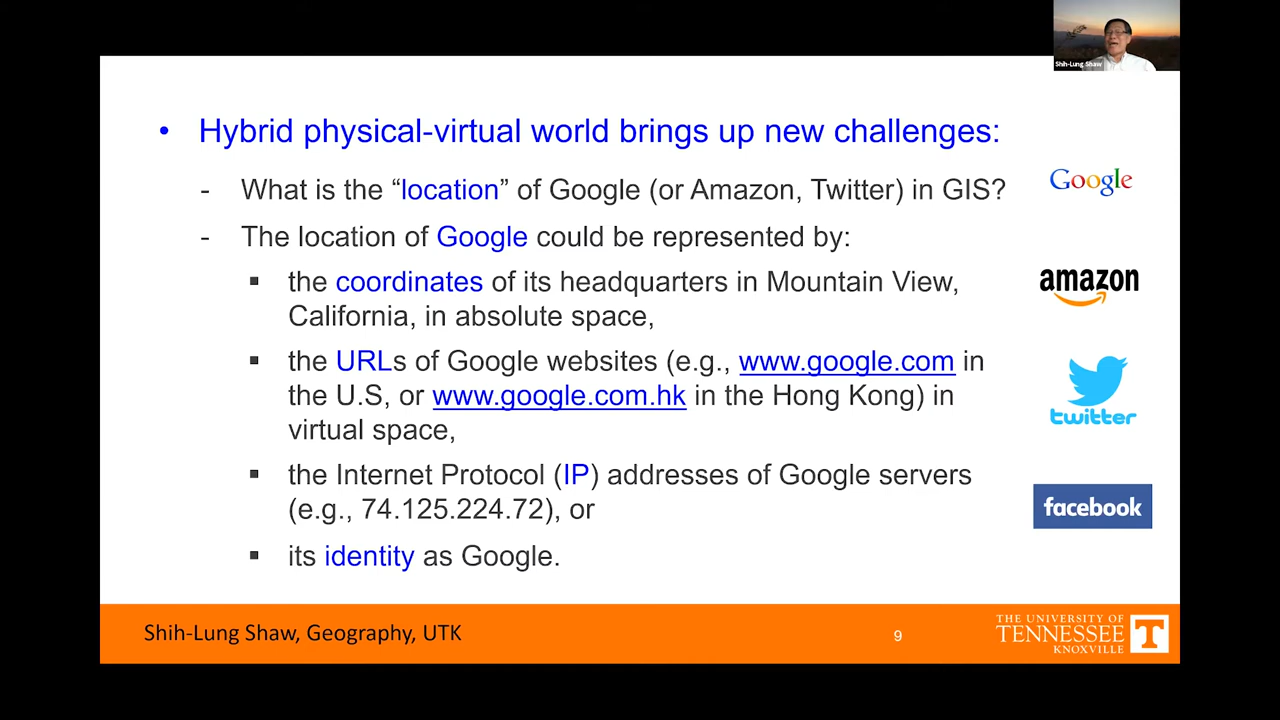 Shih-Lung Shaw
• Hybrid physical-virtual world brings up new challenges:
- What is the “location” of Google (or Amazon, Twitter) in GIS?
- The location of Google could be represented by:
▪ the coordinates of its headquarters in Mountain View,
California, in absolute space,
▪ the URLs of Google websites (e.g., www.google.com in
the U.S, or www.google.com.hk in the Hong Kong) in
virtual space,
▪ the Internet Protocol (IP) addresses of Google servers
(e.g., 74.125.224.72), or
▪ its identity as Google.
Google
amazon
twitter
facebook
Shih-Lung Shaw, Geography, UTK
9
THE UNIVERSITY OF
TENNESSEE
KNOXVILLE
T